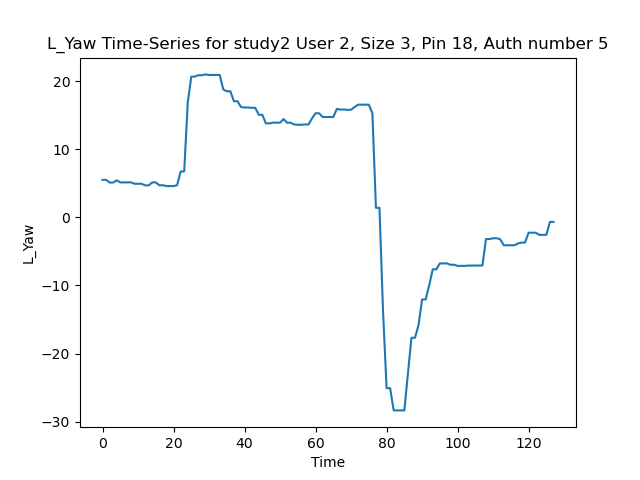 L_Yaw Time-Series for study2 User 2, Size 3, Pin 18, Auth number 5
20
10
0
−10
−20
−30
L_Yaw
0 20 40 60 80 100 120
Time